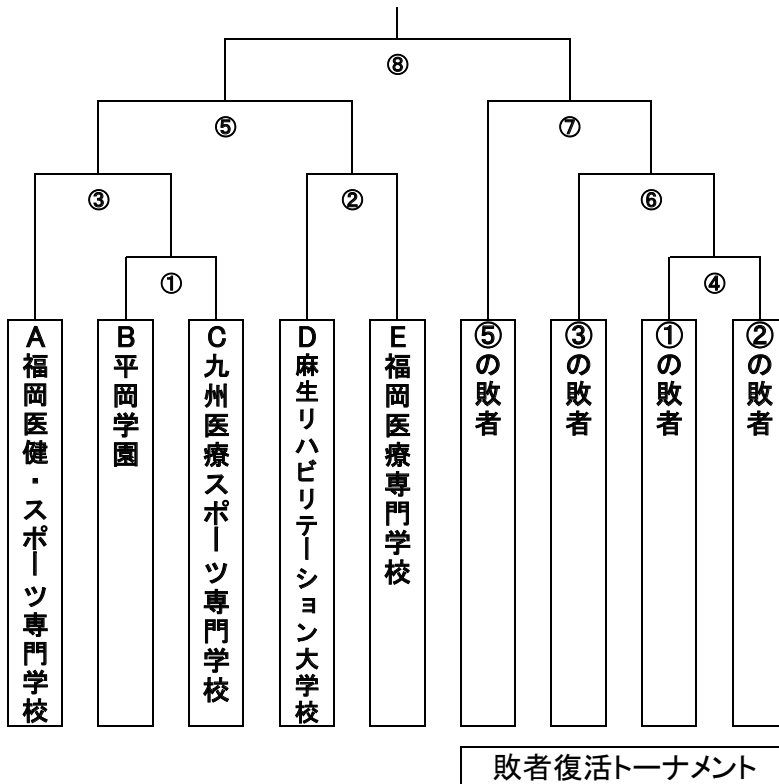 ⑧
⑤
⑦
③
②
⑥
①
④
A福岡医健・スポーツ専門学校
B平岡学園
C九州医療スポーツ専門学校
D麻生リハビリテーション大学校
E福岡医療専門学校
⑤の敗者
③の敗者
①の敗者
②の敗者
敗者復活トーナメント